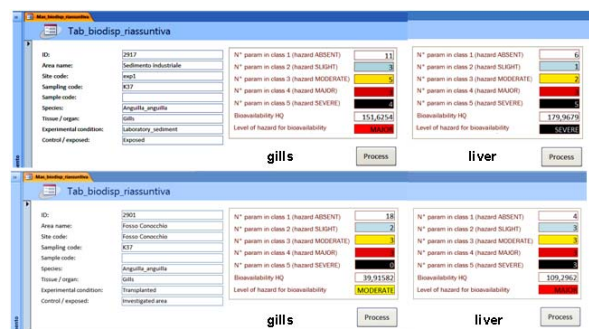 Mas_biodisp_riassuntiva
Tab_biodisp_riassuntiva
ID: 2917
Area name: Sedimento Industriale
Site code: exp1
Sampling code: K37
Sample code:
Species: Anguilla_anguilla
Tissue / organ: Gills
Experimental condition: Laboratory_sediment
Control / exposed: Exposed
N° param in class 1 (hazard ABSENT) 11
N° param in class 2 (hazard SLIGHT) 3
N° param in class 3 (hazard MODERATE) 5
N° param in class 4 (hazard MAJOR)
N° param in class 5 (hazard SEVERE) 4
Bioavailability HQ 151,6254
Level of hazard for bioavailability MAJOR
gills
Process
N° param in class 1 (hazard ABSENT) 6
N° param in class 2 (hazard SLIGHT) 1
N° param in class 3 (hazard MODERATE) 2
N° param in class 4 (hazard MAJOR)
N° param in class 5 (hazard SEVERE) 5
Bioavailability HQ 179,9679
Level of hazard for bioavailability SEVERE
liver
Process
Mas_biodisp_riassuntiva
Tab_biodisp_riassuntiva
ID: 2901
Area name: Fosso Conocchio
Site code: Fosso Conocchio
Sampling code: K37
Sample code:
Species: Anguilla_anguilla
Tissue / organ: Gills
Experimental condition: Transplanted
Control / exposed: Investigated area
N° param in class 1 (hazard ABSENT) 18
N° param in class 2 (hazard SLIGHT) 2
N° param in class 3 (hazard MODERATE) 3
N° param in class 4 (hazard MAJOR)
N° param in class 5 (hazard SEVERE) 0
Bioavailability HQ 39,91582
Level of hazard for bioavailability MODERATE
gills
Process
N° param in class 1 (hazard ABSENT) 4
N° param in class 2 (hazard SLIGHT) 3
N° param in class 3 (hazard MODERATE) 3
N° param in class 4 (hazard MAJOR)
N° param in class 5 (hazard SEVERE)
Bioavailability HQ 109,2962
Level of hazard for bioavailability MAJOR
liver
Process